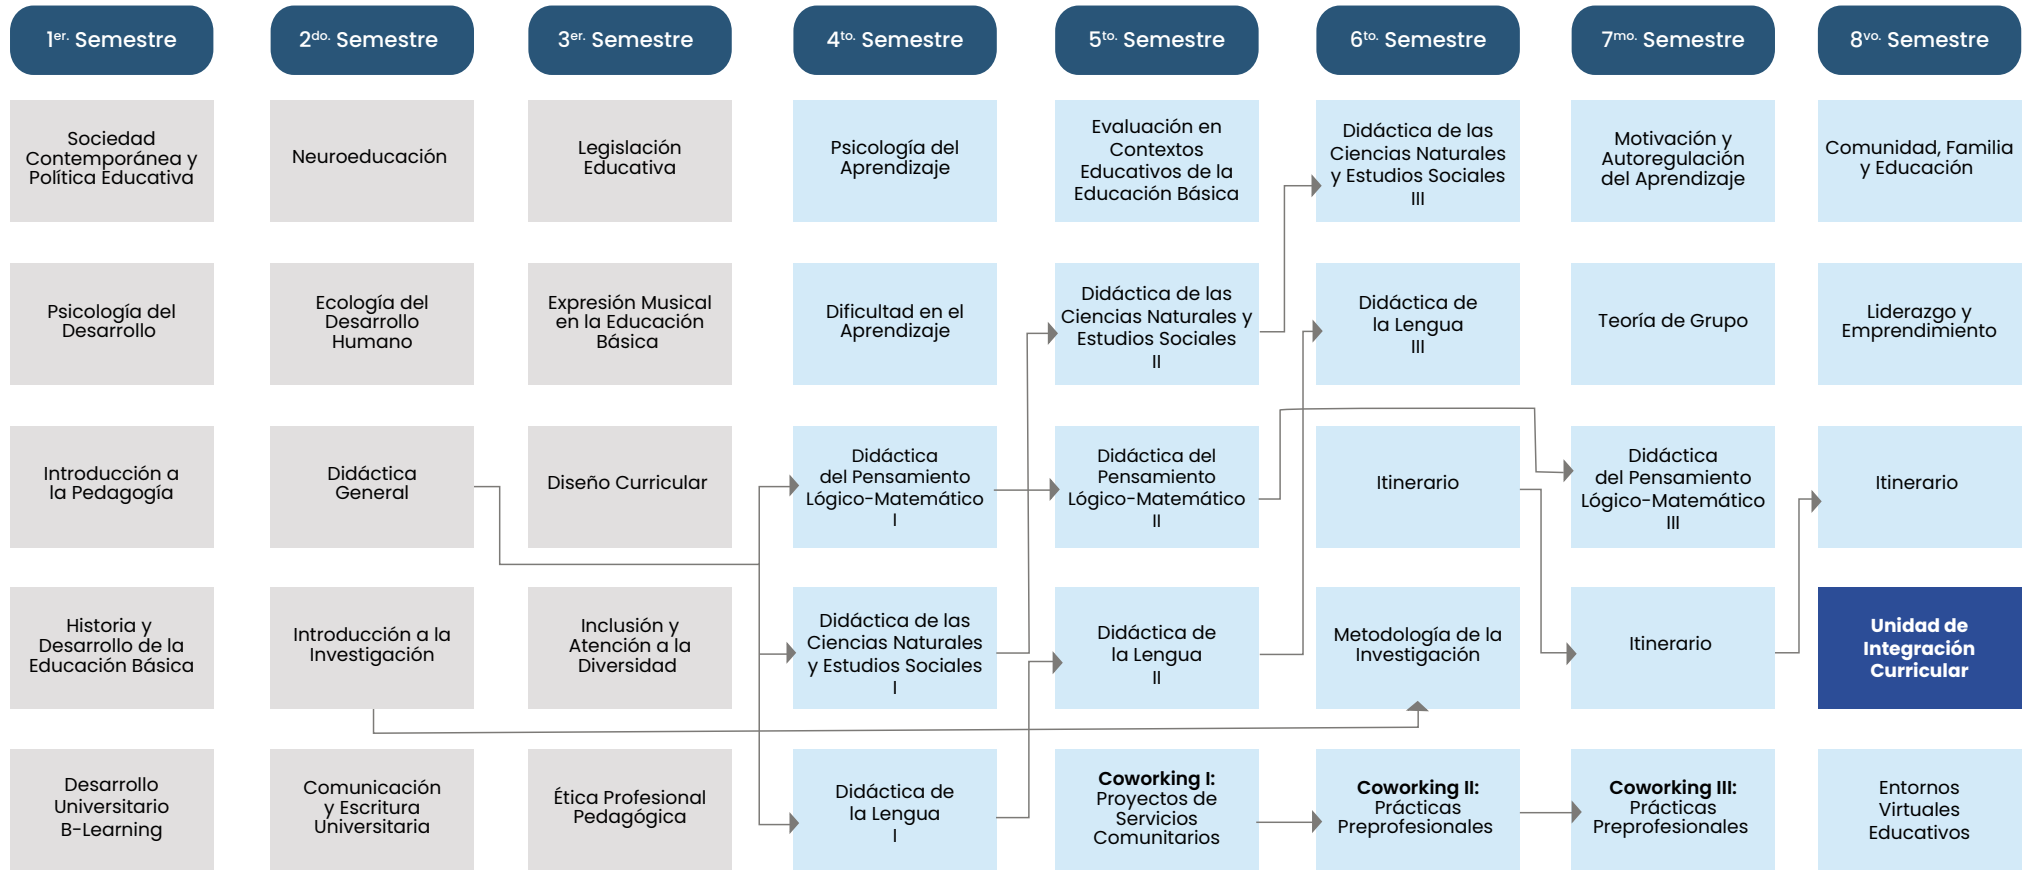 1er. Semestre
2do. Semestre
3er. Semestre
4to. Semestre
5to. Semestre
6to. Semestre
7mo. Semestre
8vo. Semestre
Sociedad
Contemporánea y
Política Educativa
Neuroeducación
Legislación
Educativa
Psicología del
Aprendizaje
Evaluación en
Contextos
Educativos de la
Educación Básica
Didáctica de las
Ciencias Naturales
y Estudios Sociales
III
Motivación y
Autoregulación
del Aprendizaje
Comunidad, Familia
y Educación
Psicología del
Desarrollo
Ecología del
Desarrollo
Humano
Expresión Musical
en la Educación
Básica
Dificultad en el
Aprendizaje
Didáctica de las
Ciencias Naturales y
Estudios Sociales
II
Didáctica de
la Lengua
III
Teoría de Grupo
Liderazgo y
Emprendimiento
Introducción a
la Pedagogía
Didáctica
General
Diseño Curricular
Didáctica
del Pensamiento
Lógico-Matemático
I
Didáctica del
Pensamiento
Lógico-Matemático
II
Itinerario
Didáctica
del Pensamiento
Lógico-Matemático
III
Itinerario
Historia y
Desarrollo de la
Educación Básica
Introducción a la
Investigación
Inclusión y
Atención a la
Diversidad
Didáctica de las
Ciencias Naturales
y Estudios Sociales
I
Didáctica de
la Lengua
II
Metodología de la
Investigación
Itinerario
Unidad de
Integración
Curricular
Desarrollo
Universitario
B-Learning
Comunicación
y Escritura
Universitaria
Ética Profesional
Pedagógica
Didáctica de
la Lengua
I
Coworking I:
Proyectos de
Servicios
Comunitarios
Coworking II:
Prácticas
Preprofesionales
Coworking III:
Prácticas
Preprofesionales
Entornos
Virtuales
Educativos